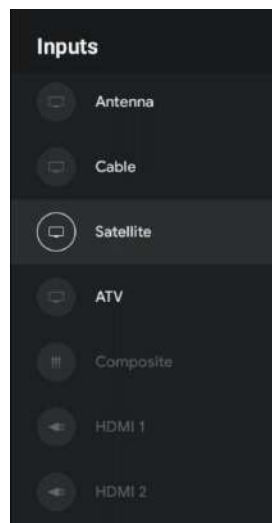 Inputs
Antenna
Cable
Satellite
ATV
Composite
HDMI 1
HDMI 2